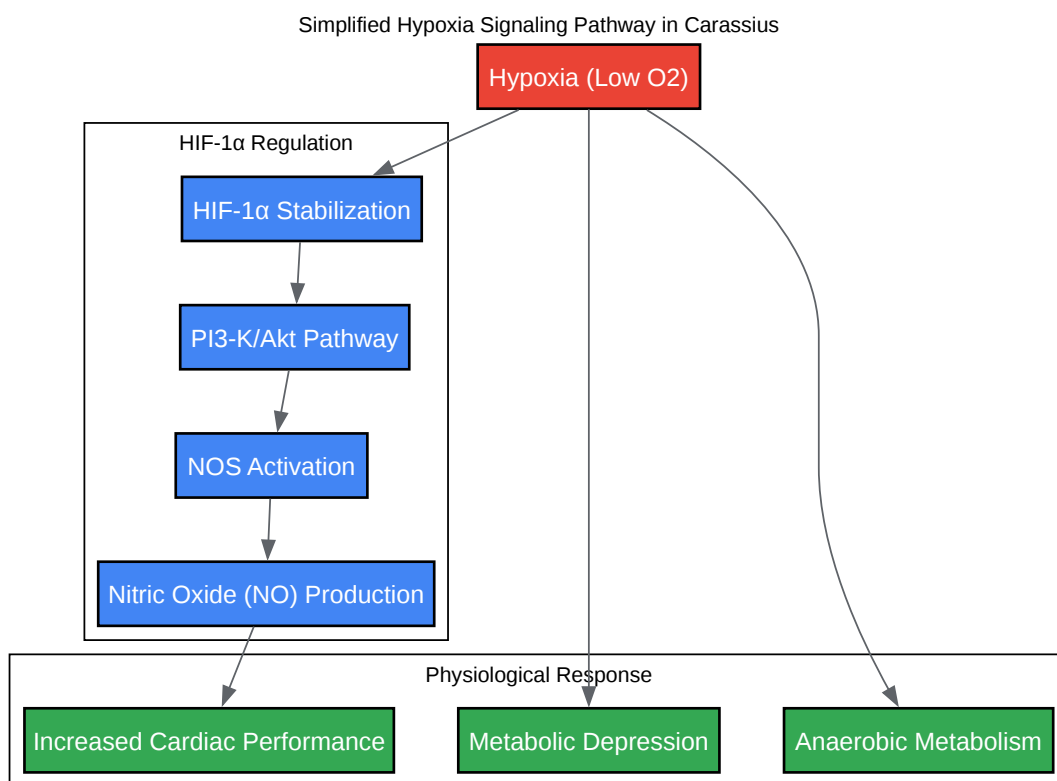 Simplified Hypoxia Signaling Pathway in Carassius
Hypoxia (Low O2)
HIF-1α Regulation
HIF-1α Stabilization
PI3-K/Akt Pathway
NOS Activation
Nitric Oxide (NO) Production
Physiological Response
Increased Cardiac Performance
Metabolic Depression
Anaerobic Metabolism